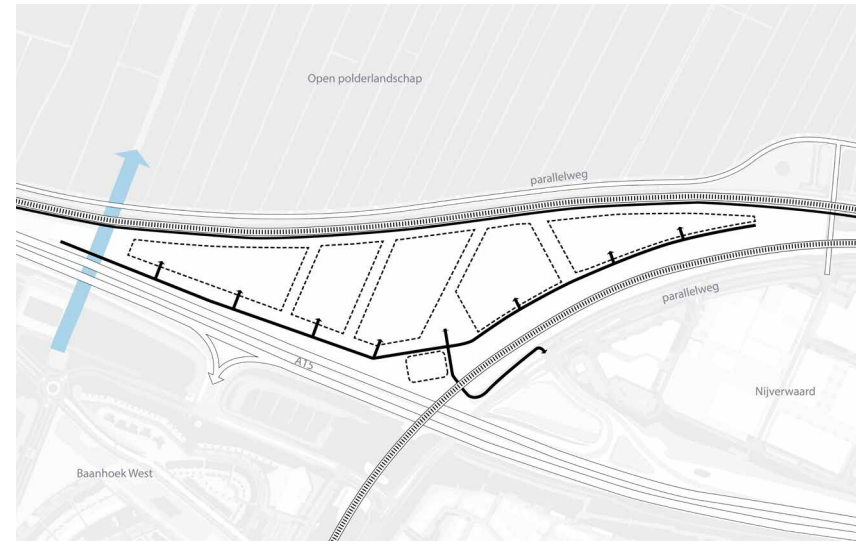 Open polderlandschap
parallelweg
parallelweg
A15
Nijverwaard
Baanhoek West